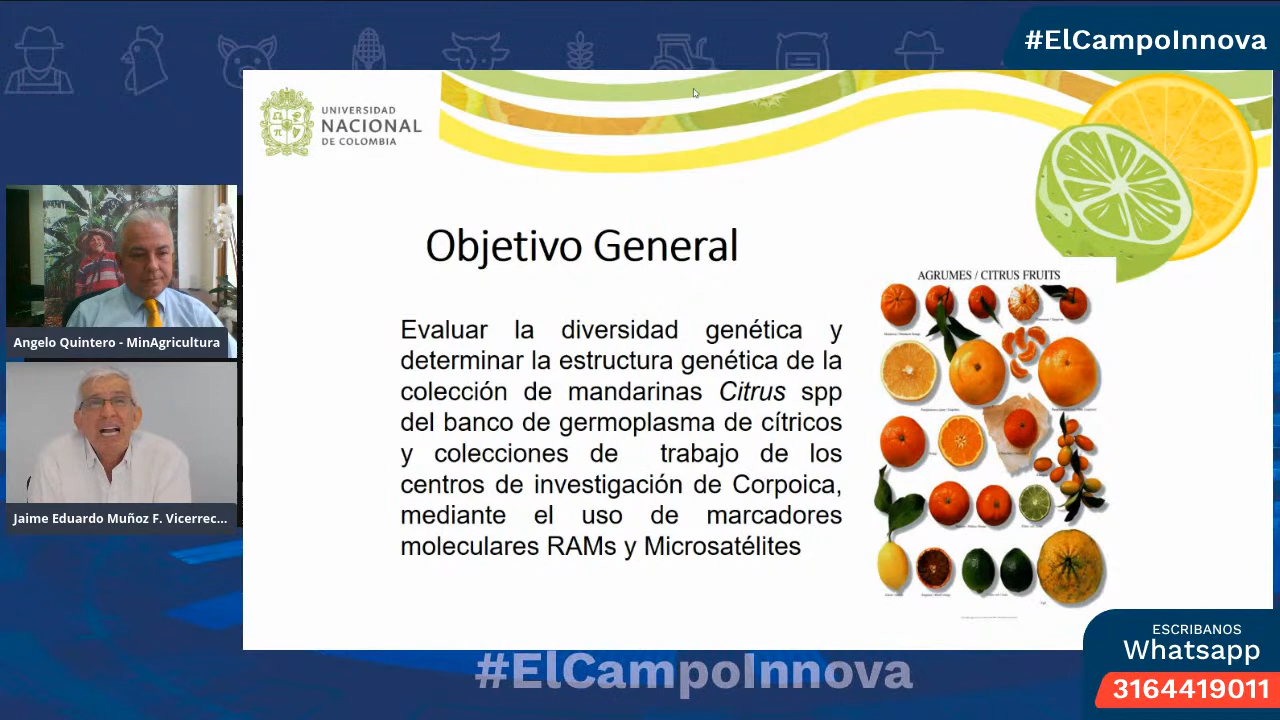 #ElCampoInnova
UNIVERSIDAD
NACIONAL
DE COLOMBIA
Objetivo General
Evaluar la diversidad genética y
determinar la estructura genética de la
colección de mandarinas Citrus spp
del banco de germoplasma de cítricos
y colecciones de trabajo de los
centros de investigación de Corpoica,
mediante el uso de marcadores
moleculares RAMs y Microsatélites
AGRUMES / CITRUS FRUITS
Angelo Quintero - MinAgricultura
Jaime Eduardo Muñoz F. Vicerrec...
ESCRIBANOS
Whatsapp
3164419011
#ElCampoInnova